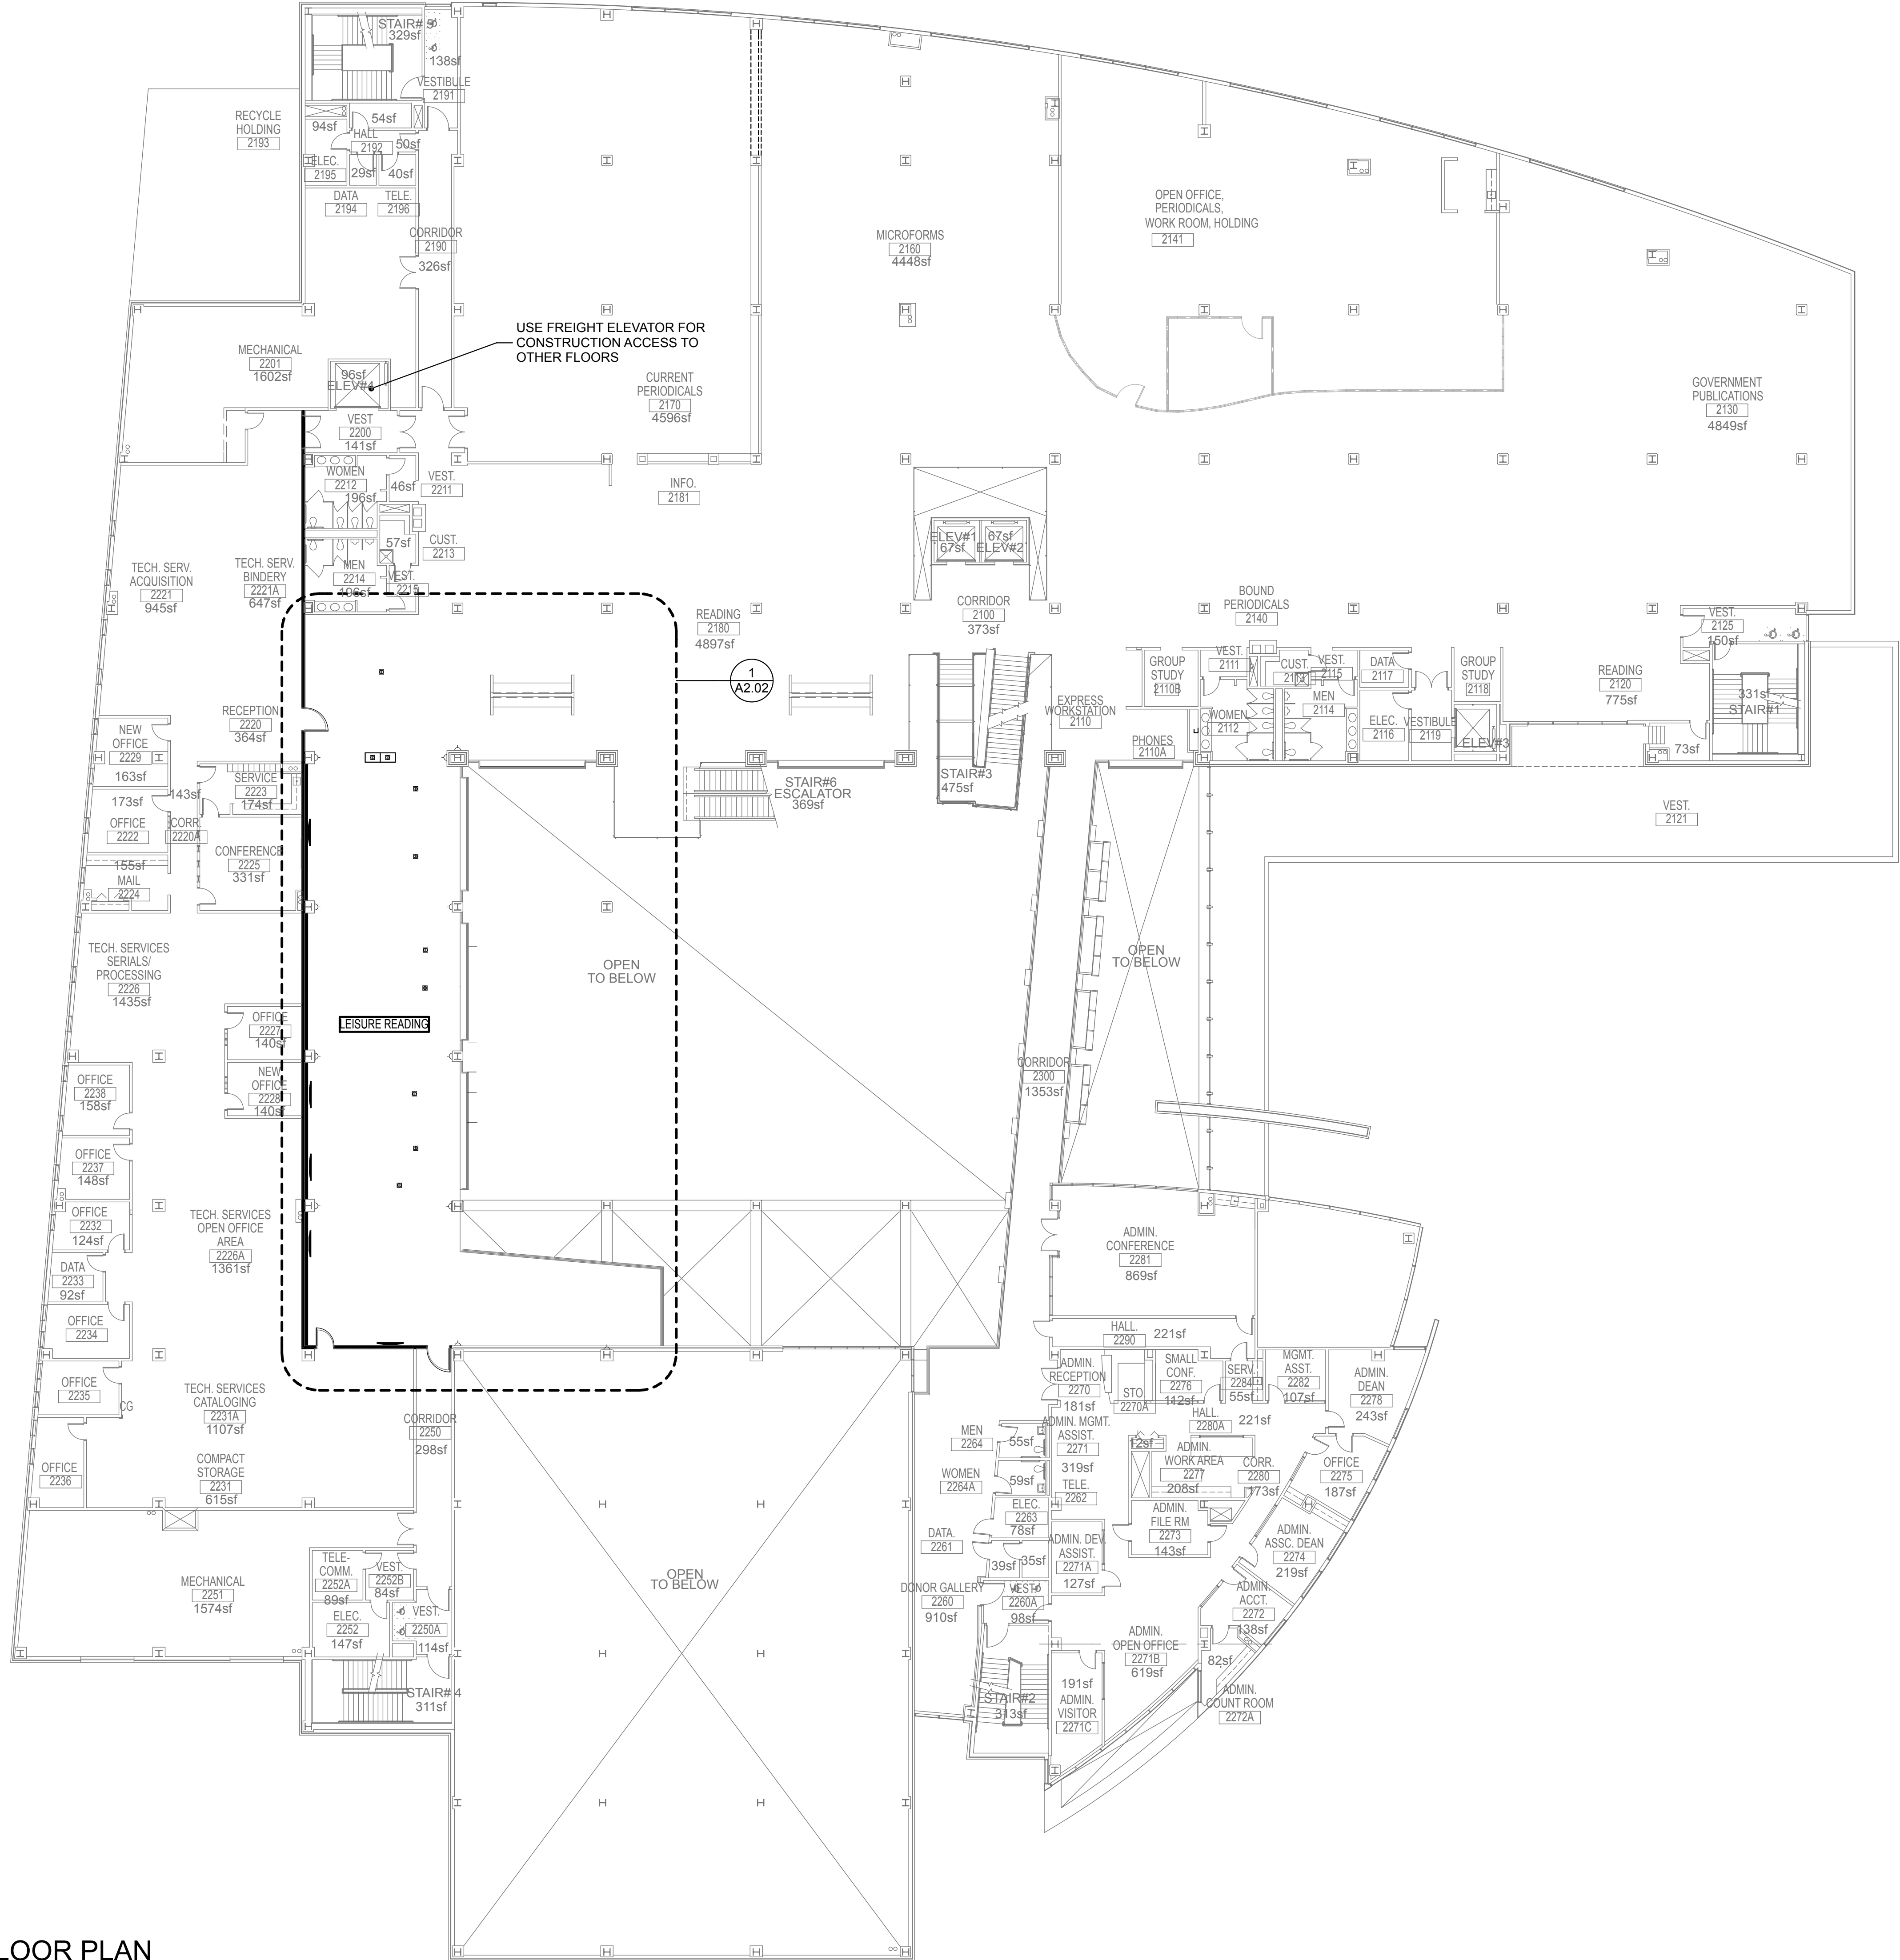 STAIR# 5
329sf
138sf
VESTIBULE
2191
RECYCLE
HOLDING
2193
94sf
54sf
HALL
2192
50sf
ELEC.
2195
29sf
40sf
DATA
2194
TELE.
2196
CORRIDOR
2190
326sf
MICROFORMS
2160
4448sf
OPEN OFFICE,
PERIODICALS,
WORK ROOM, HOLDING
2141
USE FREIGHT ELEVATOR FOR
CONSTRUCTION ACCESS TO
OTHER FLOORS
MECHANICAL
2201
1602sf
96sf
ELEV#4
CURRENT
PERIODICALS
2170
4596sf
GOVERNMENT
PUBLICATIONS
2130
4849sf
VEST
2200
141sf
WOMEN
2212
196sf
46sf
VEST.
2211
INFO.
2181
57sf
CUST.
2213
ELEV#1
67sf
67sf
ELEV#2
TECH. SERV.
ACQUISITION
2221
945sf
TECH. SERV.
BINDERY
2221A
647sf
MEN
2214
196sf
VEST.
2215
READING
2180
4897sf
CORRIDOR
2100
373sf
BOUND
PERIODICALS
2140
VEST.
2125
150sf
1
A2.02
GROUP
STUDY
2110B
VEST.
2111
CUST.
VEST.
2115
DATA
2117
GROUP
STUDY
2118
READING
2120
775sf
331sf
STAIR#1
EXPRESS
WORKSTATION
2110
WOMEN
2112
MEN
2114
ELEC.
2116
VESTIBULE
2119
ELEV#3
PHONES
2110A
73sf
RECEPTION
2220
364sf
NEW
OFFICE
2229
163sf
SERVICE
2223
174sf
143sf
173sf
OFFICE
2222
CORR.
2220A
STAIR#6
ESCALATOR
369sf
STAIR#3
475sf
VEST.
2121
CONFERENCE
2225
331sf
155sf
MAIL
2224
TECH. SERVICES
SERIALS/
PROCESSING
2226
1435sf
OPEN
TO BELOW
OPEN
TO BELOW
OFFICE
2227
140sf
LEISURE READING
NEW
OFFICE
2228
140sf
OFFICE
2238
158sf
CORRIDOR
2300
1353sf
OFFICE
2237
148sf
OFFICE
2232
124sf
TECH. SERVICES
OPEN OFFICE
AREA
2226A
1361sf
DATA
2233
92sf
OFFICE
2234
ADMIN.
CONFERENCE
2281
869sf
HALL.
2290
221sf
OFFICE
2235
CG
TECH. SERVICES
CATALOGING
2231A
1107sf
CORRIDOR
2250
298sf
ADMIN.
RECEPTION
2270
181sf
STO.
2270A
SMALL
CONF.
2276
112sf
SERV.
2284
55sf
MGMT.
ASST.
2282
107sf
ADMIN.
DEAN
2278
243sf
HALL.
2280A
221sf
MEN
2264
55sf
ADMIN. MGMT.
ASSIST.
2271
319sf
12sf
ADMIN.
WORK AREA
2277
208sf
CORR.
2280
173sf
OFFICE
2275
187sf
OFFICE
2236
COMPACT
STORAGE
2231
615sf
WOMEN
2264A
59sf
TELE.
2262
ELEC.
2263
78sf
ADMIN.
FILE RM
2273
143sf
DATA.
2261
ADMIN. DEV.
ASSIST.
2271A
127sf
39sf
35sf
ADMIN.
ASSC. DEAN
2274
219sf
MECHANICAL
2251
1574sf
TELE-
COMM.
2252A
89sf
VEST.
2252B
84sf
OPEN
TO BELOW
DONOR GALLERY
2260
910sf
VEST.
2260A
98sf
ADMIN.
ACCT.
2272
138sf
ELEC.
2252
147sf
VEST.
2250A
114sf
ADMIN.
OPEN OFFICE
2271B
619sf
82sf
STAIR# 4
311sf
STAIR#2
313sf
191sf
ADMIN.
VISITOR
2271C
ADMIN.
COUNT ROOM
2272A
LOOR PLAN